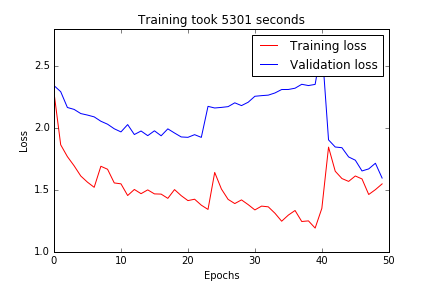 Training took 5301 seconds
Training loss
Validation loss
2.5
2.0
1.5
1.0
Loss
0 10 20 30 40 50
Epochs